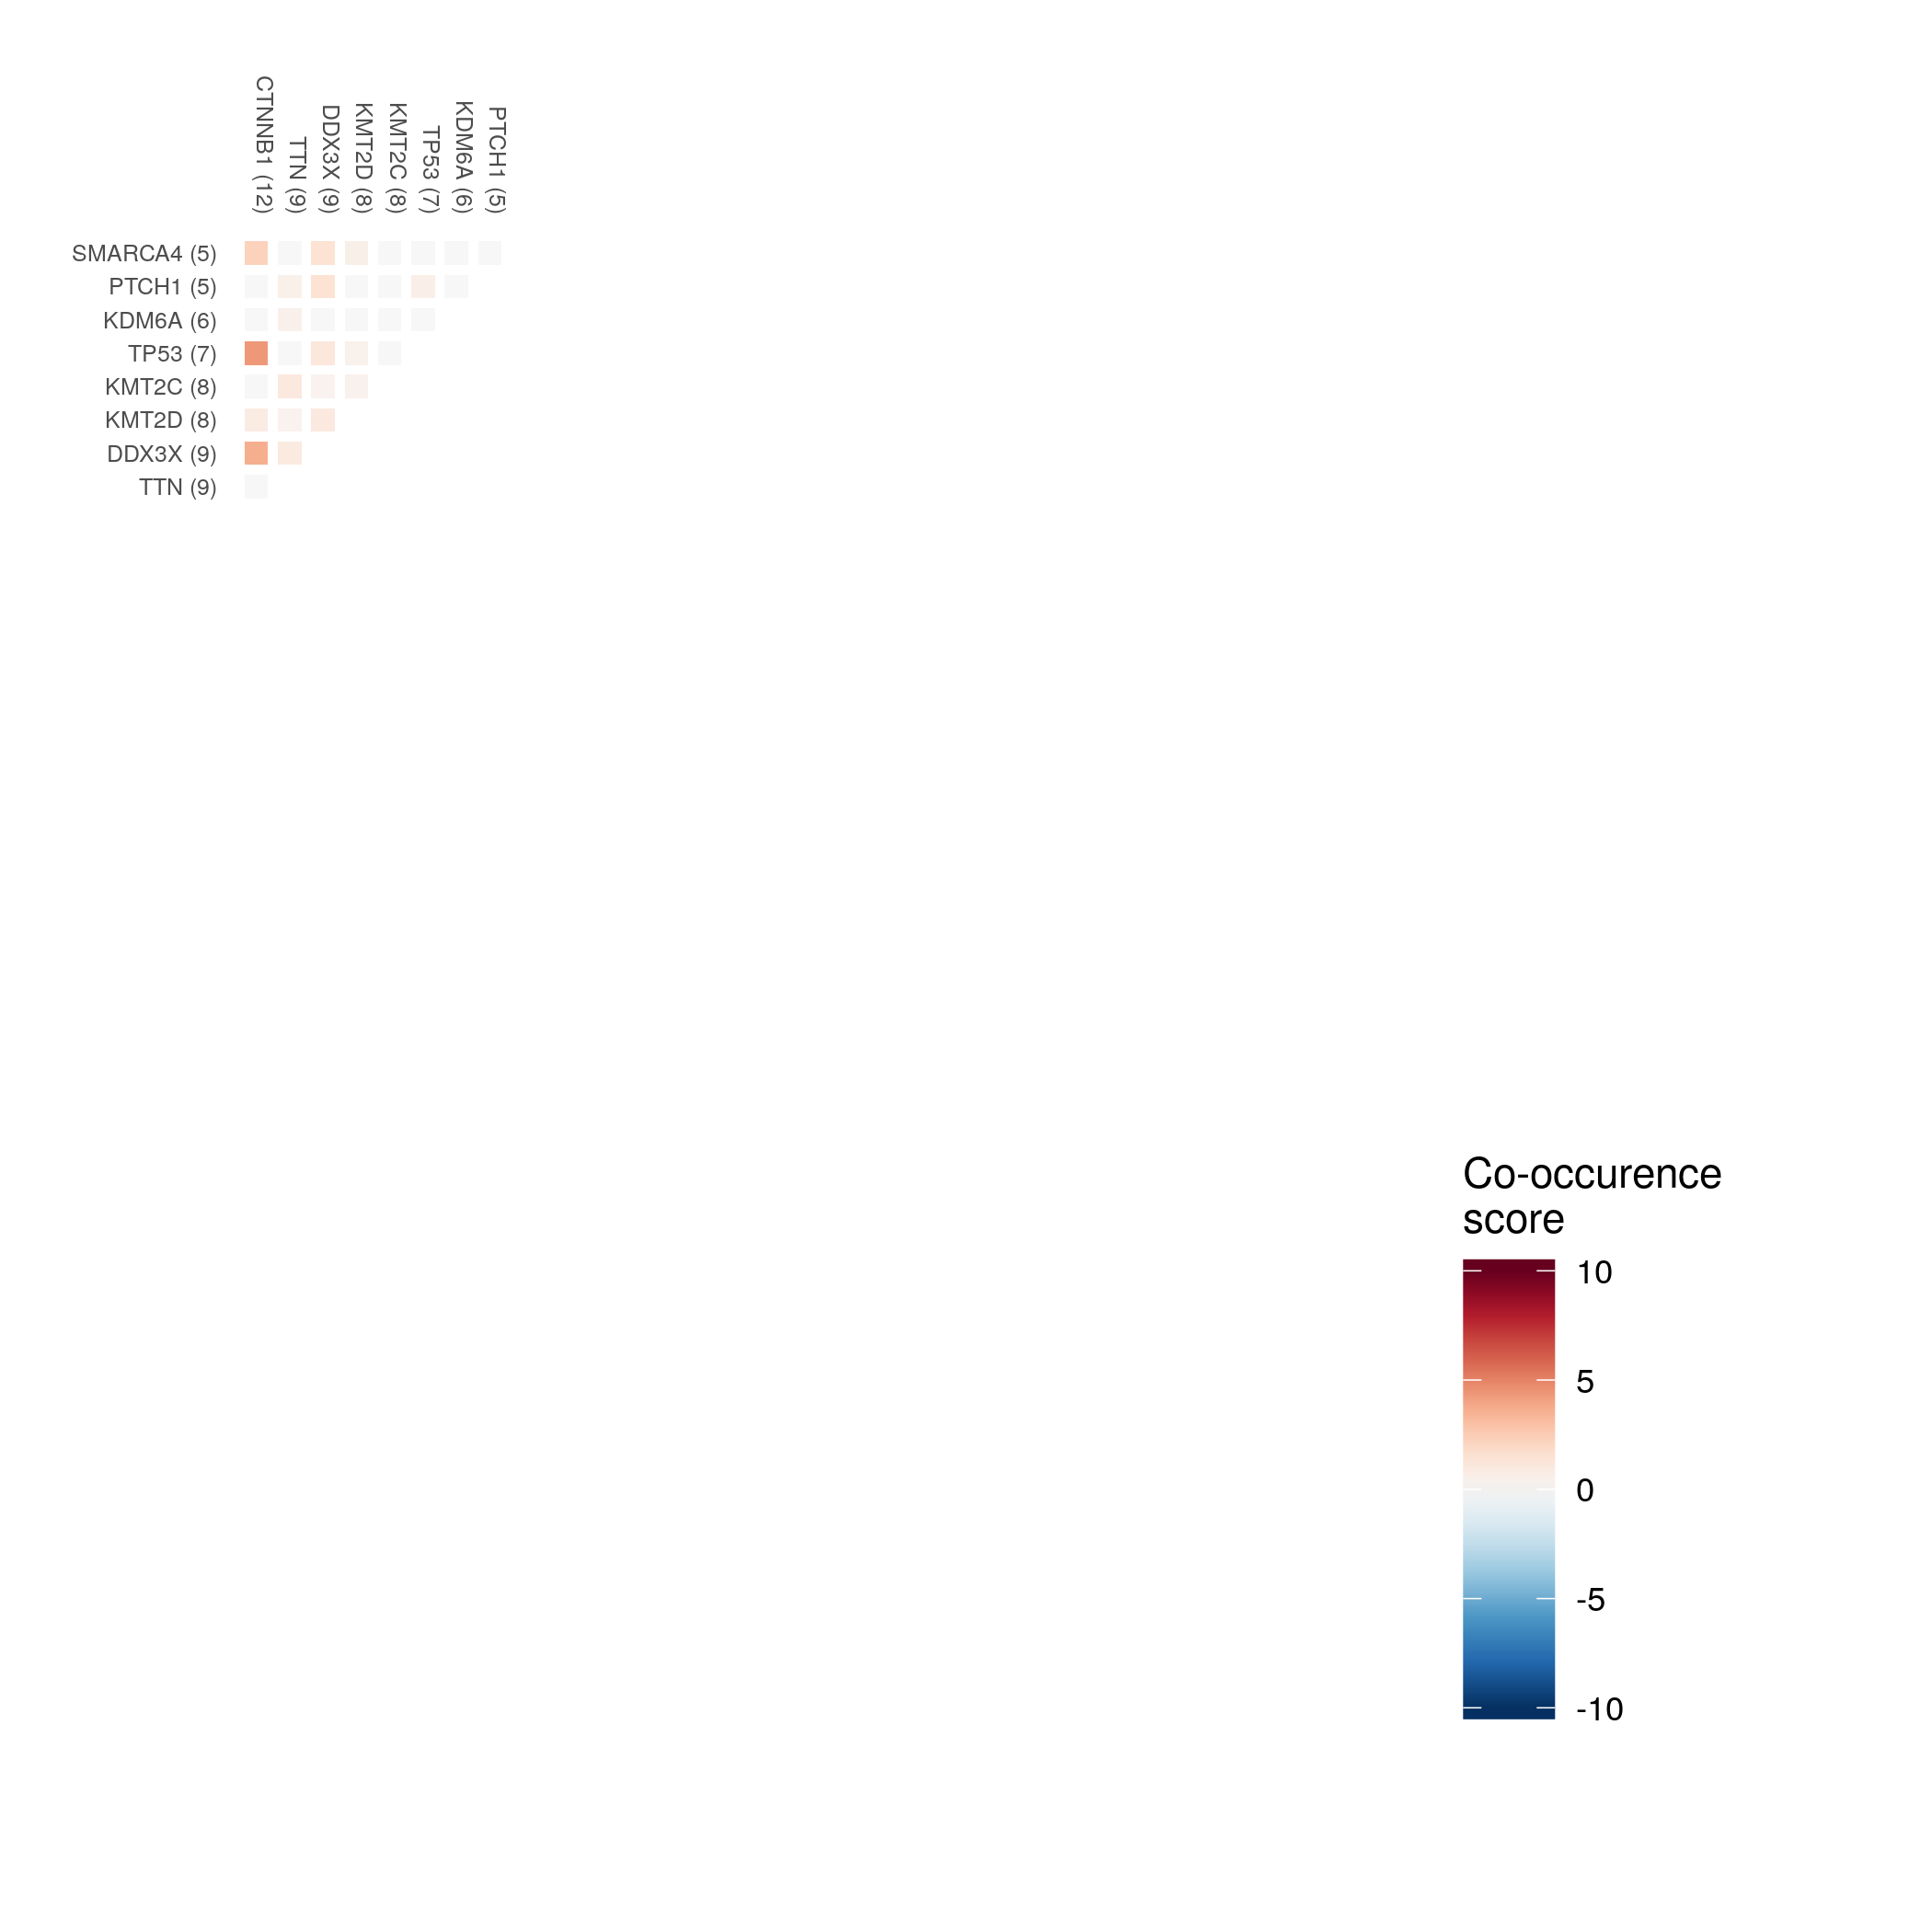 CTNNB1 (12)
TTN (9)
DDX3X (9)
KMT2D (8)
KMT2C (8)
TP53 (7)
KDM6A (6)
PTCH1 (5)
SMARCA4 (5)
PTCH1 (5)
KDM6A (6)
TP53 (7)
KMT2C (8)
KMT2D (8)
DDX3X (9)
TTN (9)
Co-occurence
score
10
5
0
-5
-10